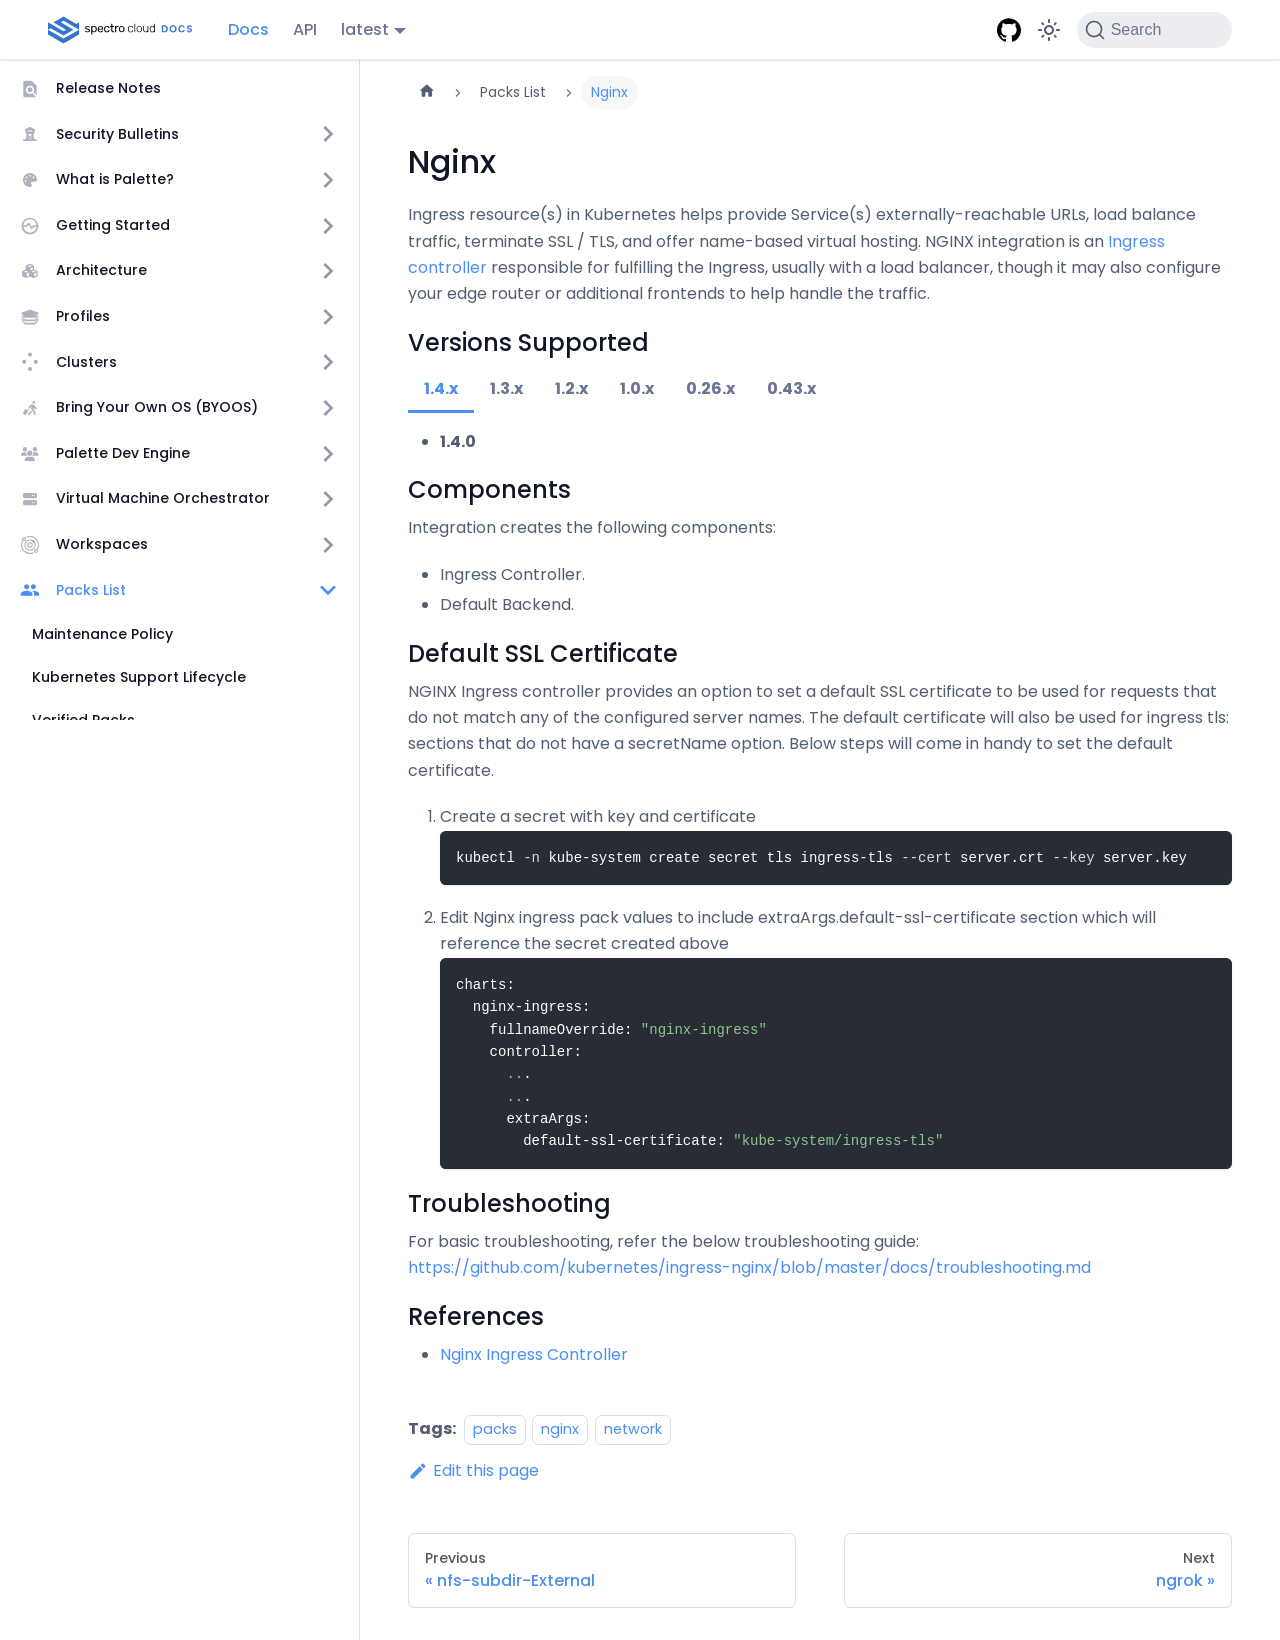 spectro cloud DOCS
Docs
API
latest
Search
Release Notes
Security Bulletins
What is Palette?
Getting Started
Architecture
Profiles
Clusters
Bring Your Own OS (BYOOS)
Palette Dev Engine
Virtual Machine Orchestrator
Workspaces
Packs List
Maintenance Policy
Kubernetes Support Lifecycle
Verified Packs
Packs List
Nginx
Nginx
Ingress resource(s) in Kubernetes helps provide Service(s) externally-reachable URLs, load balance
traffic, terminate SSL / TLS, and offer name-based virtual hosting. NGINX integration is an Ingress
controller responsible for fulfilling the Ingress, usually with a load balancer, though it may also configure
your edge router or additional frontends to help handle the traffic.
Versions Supported
1.4.x 1.3.x 1.2.x 1.0.x 0.26.x 0.43.x
1.4.0
Components
Integration creates the following components:
Ingress Controller.
Default Backend.
Default SSL Certificate
NGINX Ingress controller provides an option to set a default SSL certificate to be used for requests that
do not match any of the configured server names. The default certificate will also be used for ingress tls:
sections that do not have a secretName option. Below steps will come in handy to set the default
certificate.
1. Create a secret with key and certificate
kubectl -n kube-system create secret tls ingress-tls --cert server.crt --key server.key
2. Edit Nginx ingress pack values to include extraArgs.default-ssl-certificate section which will
reference the secret created above
charts:
nginx-ingress:
fullnameOverride: "nginx-ingress"
controller:
...
...
extraArgs:
default-ssl-certificate: "kube-system/ingress-tls"
Troubleshooting
For basic troubleshooting, refer the below troubleshooting guide:
https://github.com/kubernetes/ingress-nginx/blob/master/docs/troubleshooting.md
References
Nginx Ingress Controller
Tags: packs nginx network
Edit this page
Previous
« nfs-subdir-External
Next
ngrok »